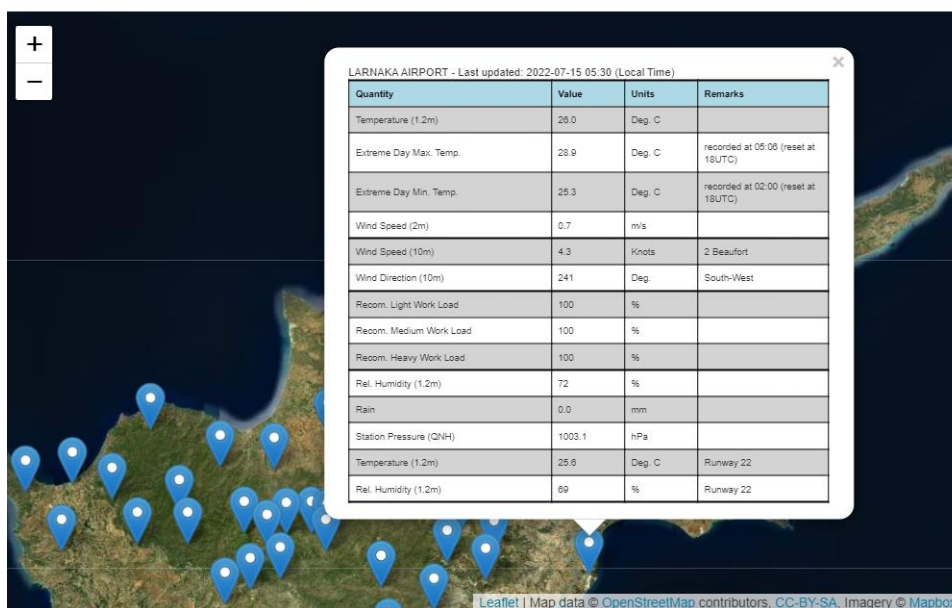 +
−
×
LARNAKA AIRPORT - Last updated: 2022-07-15 05:30 (Local Time)
Quantity Value Units Remarks
Temperature (1.2m) 26.0 Deg. C
Extreme Day Max. Temp. 28.9 Deg. C recorded at 05:06 (reset at
18UTC)
Extreme Day Min. Temp. 25.3 Deg. C recorded at 02:00 (reset at
18UTC)
Wind Speed (2m) 0.7 m/s
Wind Speed (10m) 4.3 Knots 2 Beaufort
Wind Direction (10m) 241 Deg. South-West
Recom. Light Work Load 100 %
Recom. Medium Work Load 100 %
Recom. Heavy Work Load 100 %
Rel. Humidity (1.2m) 72 %
Rain 0.0 mm
Station Pressure (QNH) 1003.1 hPa
Temperature (1.2m) 25.6 Deg. C Runway 22
Rel. Humidity (1.2m) 69 % Runway 22
Leaflet | Map data © OpenStreetMap contributors, CC-BY-SA, Imagery ©